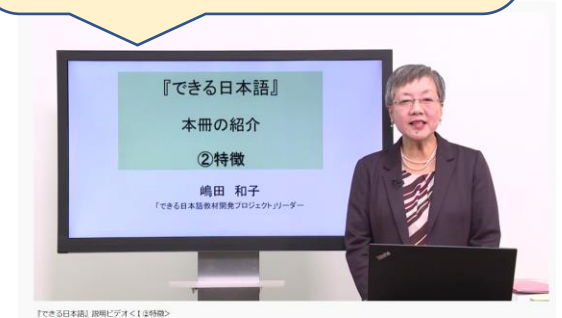 『できる日本語』
本冊の紹介
②特徴
嶋田 和子
「できる日本語教材開発プロジェクト」リーダー
『できる日本語』説明ビデオ<Ⅰ②特徴>